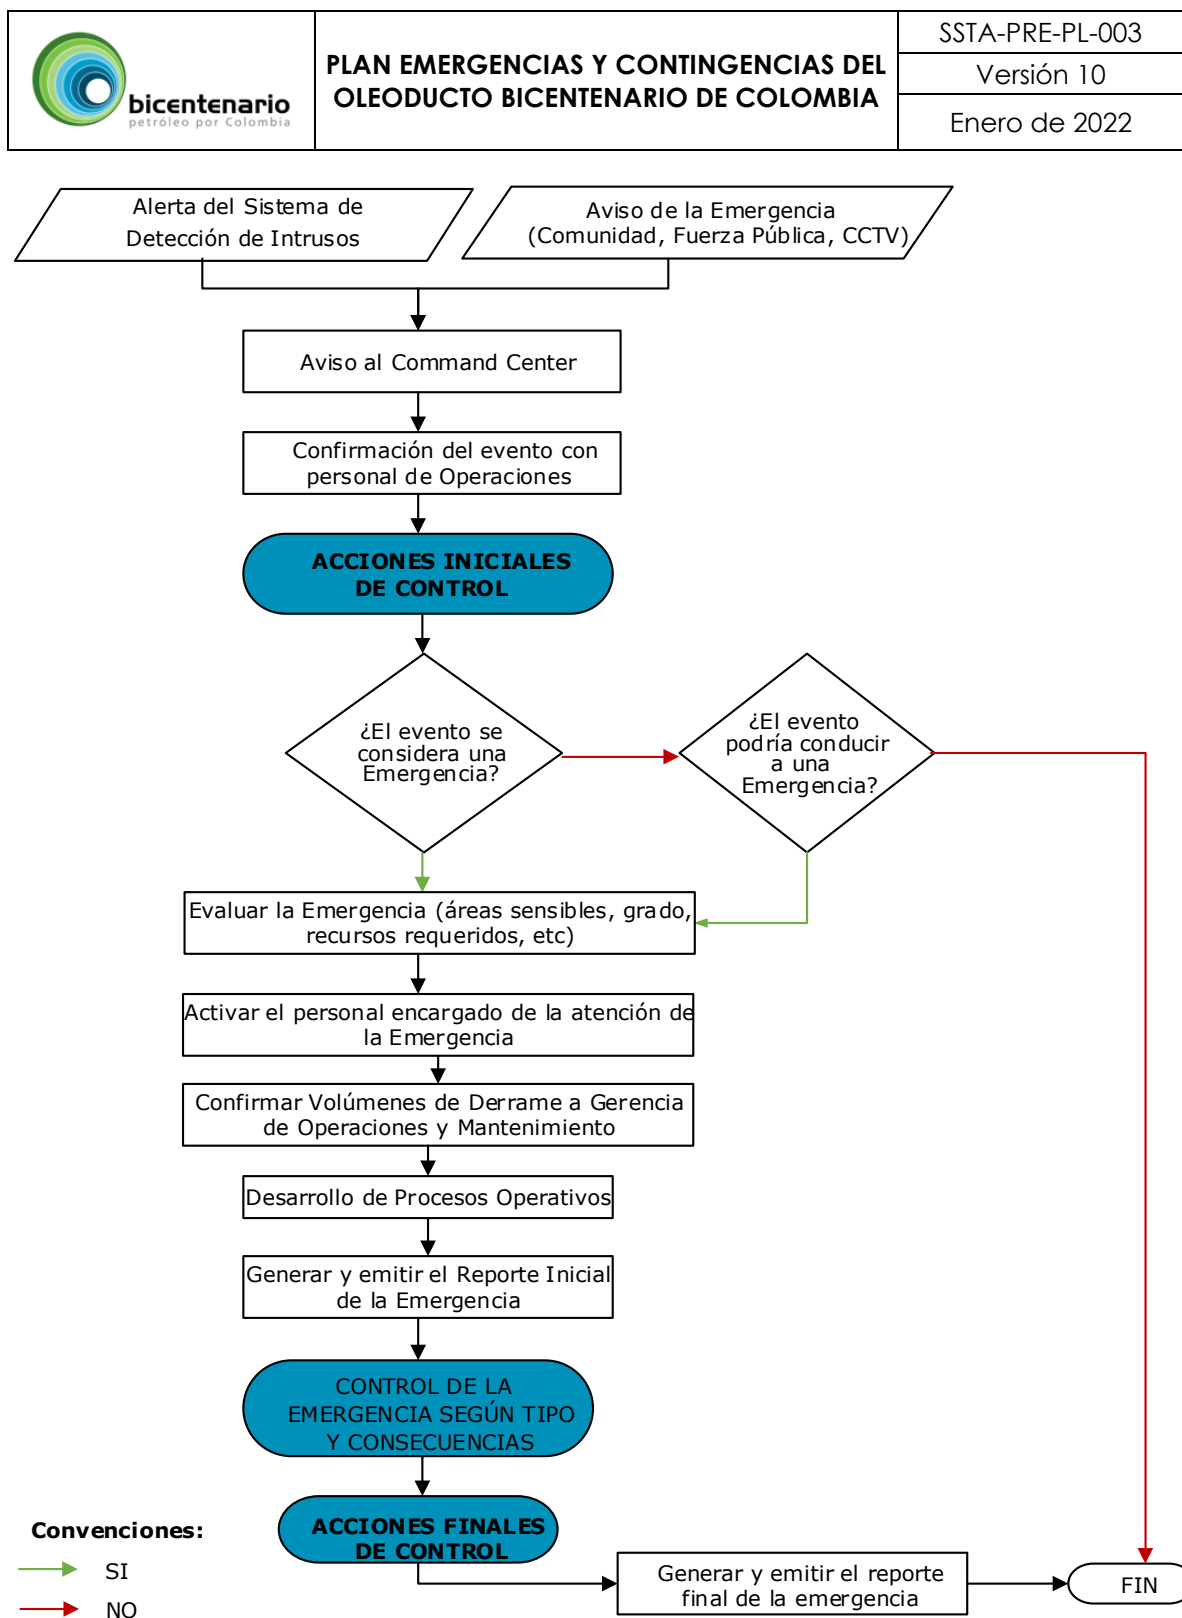 bicentenario
petróleo por Colombia
PLAN EMERGENCIAS Y CONTINGENCIAS DEL
OLEODUCTO BICENTENARIO DE COLOMBIA
SSTA-PRE-PL-003
Versión 10
Enero de 2022
Alerta del Sistema de
Detección de Intrusos
Aviso de la Emergencia
(Comunidad, Fuerza Pública, CCTV)
Aviso al Command Center
Confirmación del evento con
personal de Operaciones
ACCIONES INICIALES
DE CONTROL
¿El evento se
considera una
Emergencia?
¿El evento
podría conducir
a una
Emergencia?
Evaluar la Emergencia (áreas sensibles, grado,
recursos requeridos, etc)
Activar el personal encargado de la atención de
la Emergencia
Confirmar Volúmenes de Derrame a Gerencia
de Operaciones y Mantenimiento
Desarrollo de Procesos Operativos
Generar y emitir el Reporte Inicial
de la Emergencia
CONTROL DE LA
EMERGENCIA SEGÚN TIPO
Y CONSECUENCIAS
ACCIONES FINALES
DE CONTROL
Generar y emitir el reporte
final de la emergencia
FIN
Convenciones:
SI
NO